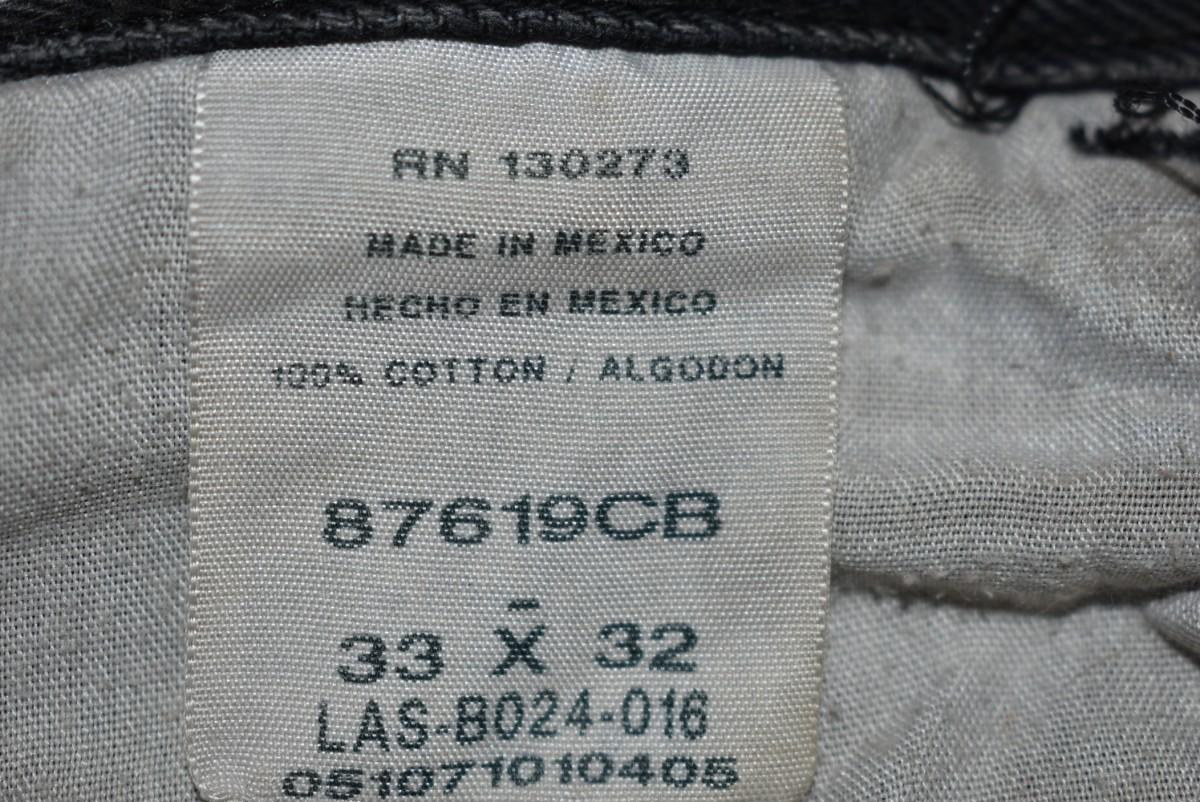 RN 130273
MADE IN MEXICO
HECHO EN MEXICO
100% COTTON / ALGODON
87619CB
-
33 X 32
LAS-B024-016
051071010405